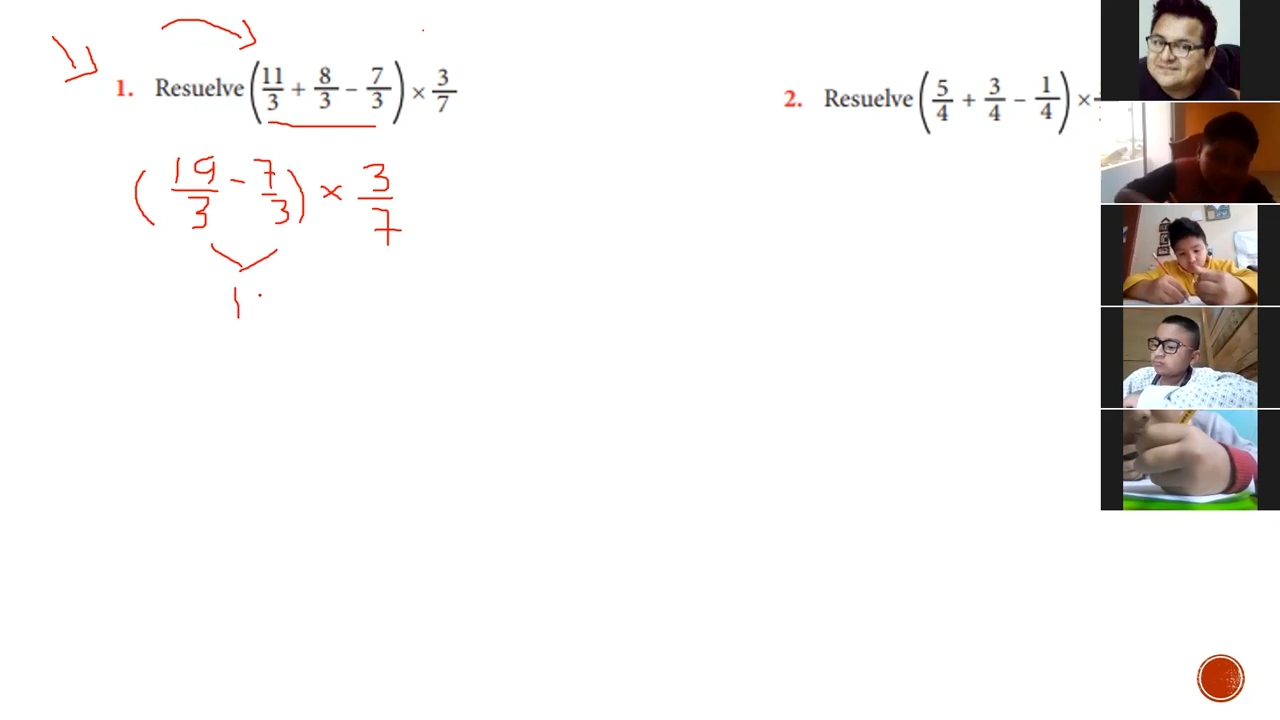 1. Resuelve (11/3 + 8/3 - 7/3) × 3/7
(19/3 - 7/3) × 3/7
1
2. Resuelve (5/4 + 3/4 - 1/4) ×